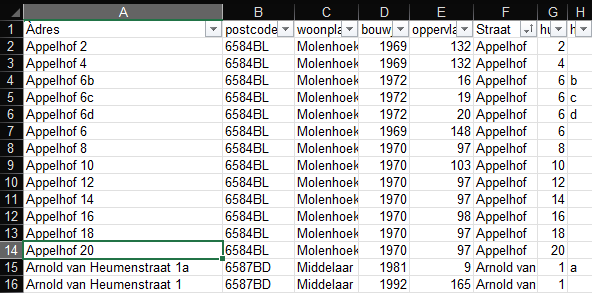 A B C D E F G H
1 Adres postcode woonpla bouw oppervla Straat hu h
2 Appelhof 2 6584BL Molenhoek 1969 132 Appelhof 2
3 Appelhof 4 6584BL Molenhoek 1969 132 Appelhof 4
4 Appelhof 6b 6584BL Molenhoek 1972 16 Appelhof 6 b
5 Appelhof 6c 6584BL Molenhoek 1972 19 Appelhof 6 c
6 Appelhof 6d 6584BL Molenhoek 1972 20 Appelhof 6 d
7 Appelhof 6 6584BL Molenhoek 1969 148 Appelhof 6
8 Appelhof 8 6584BL Molenhoek 1970 97 Appelhof 8
9 Appelhof 10 6584BL Molenhoek 1970 103 Appelhof 10
10 Appelhof 12 6584BL Molenhoek 1970 97 Appelhof 12
11 Appelhof 14 6584BL Molenhoek 1970 97 Appelhof 14
12 Appelhof 16 6584BL Molenhoek 1970 98 Appelhof 16
13 Appelhof 18 6584BL Molenhoek 1970 97 Appelhof 18
14 Appelhof 20 6584BL Molenhoek 1970 97 Appelhof 20
15 Arnold van Heumenstraat 1a 6587BD Middelaar 1981 9 Arnold van 1 a
16 Arnold van Heumenstraat 1 6587BD Middelaar 1992 165 Arnold van 1